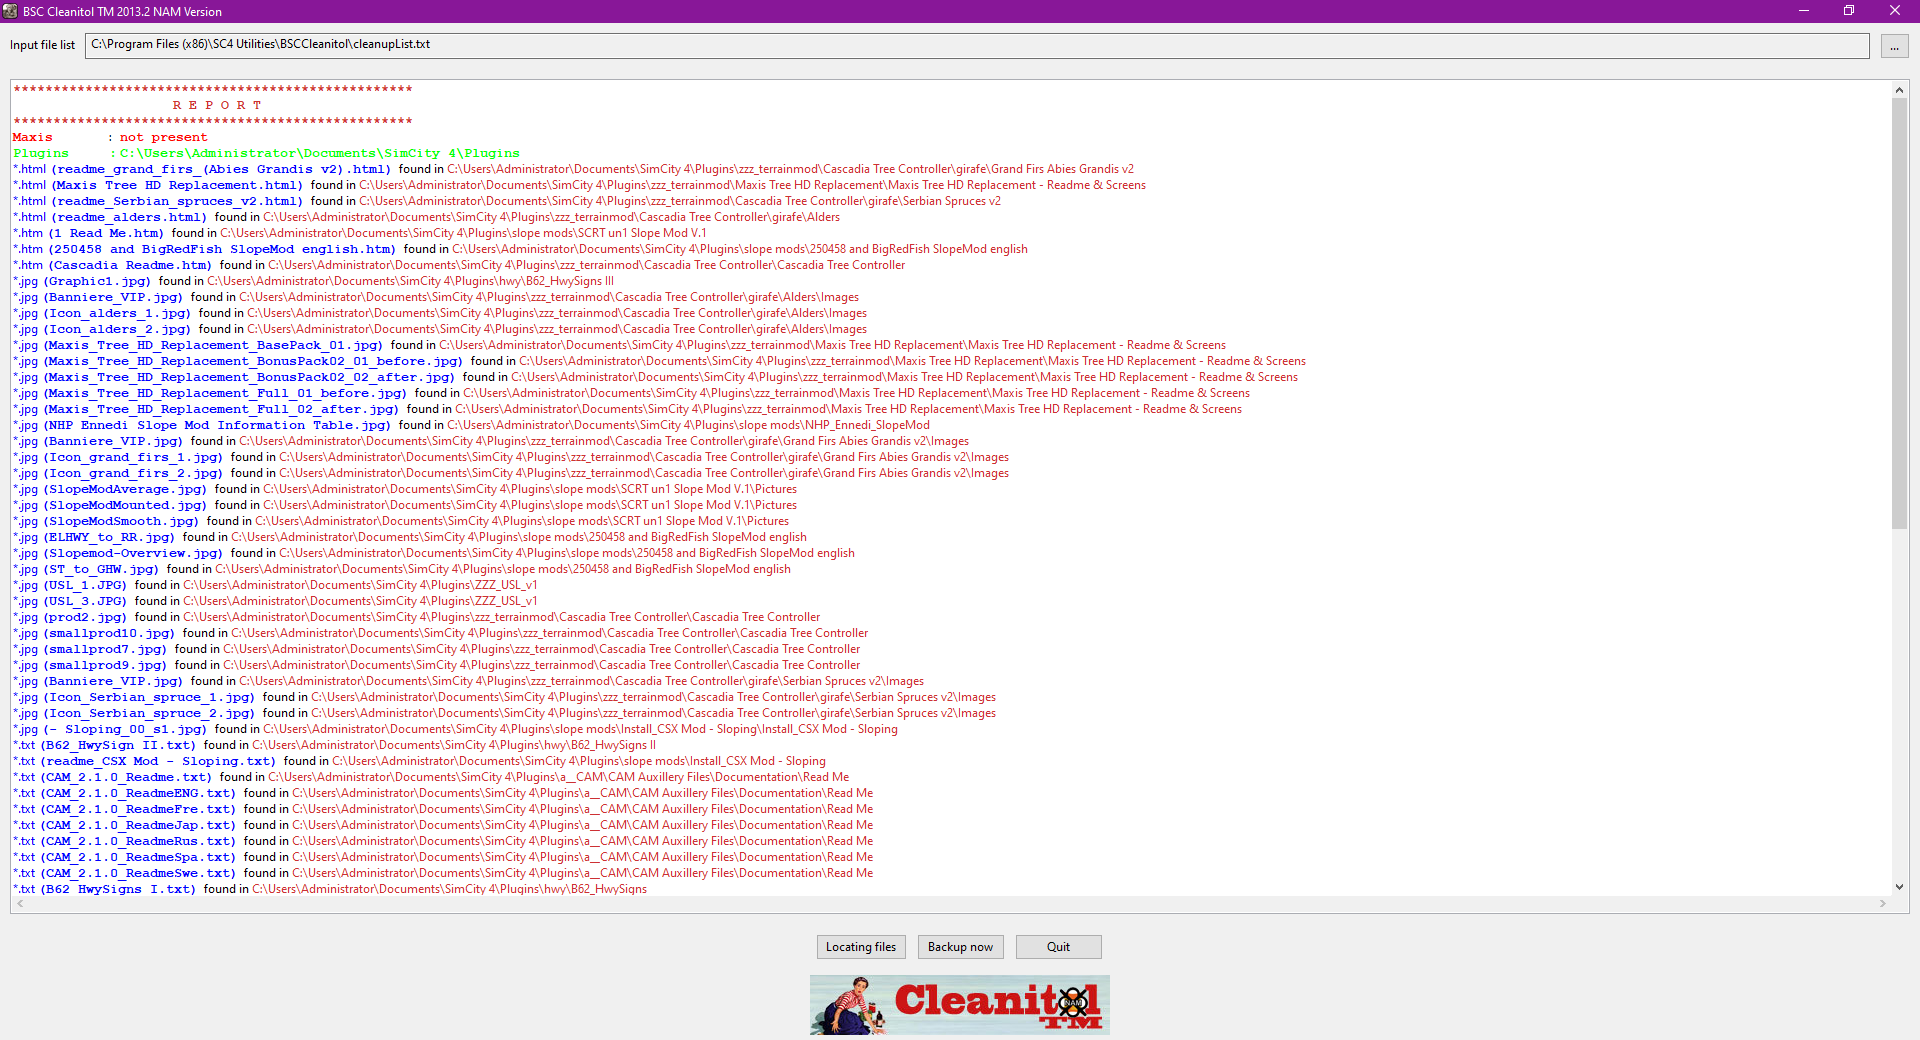 BSC Cleanitol TM 2013.2 NAM Version
Input file list C:\Program Files (x86)\SC4 Utilities\BSCCleanitol\cleanupList.txt ...
**************************************************
R E P O R T
**************************************************
Maxis : not present
Plugins : C:\Users\Administrator\Documents\SimCity 4\Plugins
*.html (readme_grand_firs_(Abies Grandis v2).html) found in C:\Users\Administrator\Documents\SimCity 4\Plugins\zzz_terrainmod\Cascadia Tree Controller\girafe\Grand Firs Abies Grandis v2
*.html (Maxis Tree HD Replacement.html) found in C:\Users\Administrator\Documents\SimCity 4\Plugins\zzz_terrainmod\Maxis Tree HD Replacement\Maxis Tree HD Replacement - Readme & Screens
*.html (readme_Serbian_spruces_v2.html) found in C:\Users\Administrator\Documents\SimCity 4\Plugins\zzz_terrainmod\Cascadia Tree Controller\girafe\Serbian Spruces v2
*.html (readme_alders.html) found in C:\Users\Administrator\Documents\SimCity 4\Plugins\zzz_terrainmod\Cascadia Tree Controller\girafe\Alders
*.htm (1 Read Me.htm) found in C:\Users\Administrator\Documents\SimCity 4\Plugins\slope mods\SCRT un1 Slope Mod V.1
*.htm (250458 and BigRedFish SlopeMod english.htm) found in C:\Users\Administrator\Documents\SimCity 4\Plugins\slope mods\250458 and BigRedFish SlopeMod english
*.htm (Cascadia Readme.htm) found in C:\Users\Administrator\Documents\SimCity 4\Plugins\zzz_terrainmod\Cascadia Tree Controller\Cascadia Tree Controller
*.jpg (Graphic1.jpg) found in C:\Users\Administrator\Documents\SimCity 4\Plugins\hwy\B62_HwySigns III
*.jpg (Banniere_VIP.jpg) found in C:\Users\Administrator\Documents\SimCity 4\Plugins\zzz_terrainmod\Cascadia Tree Controller\girafe\Alders\Images
*.jpg (Icon_alders_1.jpg) found in C:\Users\Administrator\Documents\SimCity 4\Plugins\zzz_terrainmod\Cascadia Tree Controller\girafe\Alders\Images
*.jpg (Icon_alders_2.jpg) found in C:\Users\Administrator\Documents\SimCity 4\Plugins\zzz_terrainmod\Cascadia Tree Controller\girafe\Alders\Images
*.jpg (Maxis_Tree_HD_Replacement_BasePack_01.jpg) found in C:\Users\Administrator\Documents\SimCity 4\Plugins\zzz_terrainmod\Maxis Tree HD Replacement\Maxis Tree HD Replacement - Readme & Screens
*.jpg (Maxis_Tree_HD_Replacement_BonusPack02_01_before.jpg) found in C:\Users\Administrator\Documents\SimCity 4\Plugins\zzz_terrainmod\Maxis Tree HD Replacement\Maxis Tree HD Replacement - Readme & Screens
*.jpg (Maxis_Tree_HD_Replacement_BonusPack02_02_after.jpg) found in C:\Users\Administrator\Documents\SimCity 4\Plugins\zzz_terrainmod\Maxis Tree HD Replacement\Maxis Tree HD Replacement - Readme & Screens
*.jpg (Maxis_Tree_HD_Replacement_Full_01_before.jpg) found in C:\Users\Administrator\Documents\SimCity 4\Plugins\zzz_terrainmod\Maxis Tree HD Replacement\Maxis Tree HD Replacement - Readme & Screens
*.jpg (Maxis_Tree_HD_Replacement_Full_02_after.jpg) found in C:\Users\Administrator\Documents\SimCity 4\Plugins\zzz_terrainmod\Maxis Tree HD Replacement\Maxis Tree HD Replacement - Readme & Screens
*.jpg (NHP Ennedi Slope Mod Information Table.jpg) found in C:\Users\Administrator\Documents\SimCity 4\Plugins\slope mods\NHP_Ennedi_SlopeMod
*.jpg (Banniere_VIP.jpg) found in C:\Users\Administrator\Documents\SimCity 4\Plugins\zzz_terrainmod\Cascadia Tree Controller\girafe\Grand Firs Abies Grandis v2\Images
*.jpg (Icon_grand_firs_1.jpg) found in C:\Users\Administrator\Documents\SimCity 4\Plugins\zzz_terrainmod\Cascadia Tree Controller\girafe\Grand Firs Abies Grandis v2\Images
*.jpg (Icon_grand_firs_2.jpg) found in C:\Users\Administrator\Documents\SimCity 4\Plugins\zzz_terrainmod\Cascadia Tree Controller\girafe\Grand Firs Abies Grandis v2\Images
*.jpg (SlopeModAverage.jpg) found in C:\Users\Administrator\Documents\SimCity 4\Plugins\slope mods\SCRT un1 Slope Mod V.1\Pictures
*.jpg (SlopeModMounted.jpg) found in C:\Users\Administrator\Documents\SimCity 4\Plugins\slope mods\SCRT un1 Slope Mod V.1\Pictures
*.jpg (SlopeModSmooth.jpg) found in C:\Users\Administrator\Documents\SimCity 4\Plugins\slope mods\SCRT un1 Slope Mod V.1\Pictures
*.jpg (ELHWY_to_RR.jpg) found in C:\Users\Administrator\Documents\SimCity 4\Plugins\slope mods\250458 and BigRedFish SlopeMod english
*.jpg (Slopemod-Overview.jpg) found in C:\Users\Administrator\Documents\SimCity 4\Plugins\slope mods\250458 and BigRedFish SlopeMod english
*.jpg (ST_to_GHW.jpg) found in C:\Users\Administrator\Documents\SimCity 4\Plugins\slope mods\250458 and BigRedFish SlopeMod english
*.jpg (USL_1.JPG) found in C:\Users\Administrator\Documents\SimCity 4\Plugins\ZZZ_USL_v1
*.jpg (USL_3.JPG) found in C:\Users\Administrator\Documents\SimCity 4\Plugins\ZZZ_USL_v1
*.jpg (prod2.jpg) found in C:\Users\Administrator\Documents\SimCity 4\Plugins\zzz_terrainmod\Cascadia Tree Controller\Cascadia Tree Controller
*.jpg (smallprod10.jpg) found in C:\Users\Administrator\Documents\SimCity 4\Plugins\zzz_terrainmod\Cascadia Tree Controller\Cascadia Tree Controller
*.jpg (smallprod7.jpg) found in C:\Users\Administrator\Documents\SimCity 4\Plugins\zzz_terrainmod\Cascadia Tree Controller\Cascadia Tree Controller
*.jpg (smallprod9.jpg) found in C:\Users\Administrator\Documents\SimCity 4\Plugins\zzz_terrainmod\Cascadia Tree Controller\Cascadia Tree Controller
*.jpg (Banniere_VIP.jpg) found in C:\Users\Administrator\Documents\SimCity 4\Plugins\zzz_terrainmod\Cascadia Tree Controller\girafe\Serbian Spruces v2\Images
*.jpg (Icon_Serbian_spruce_1.jpg) found in C:\Users\Administrator\Documents\SimCity 4\Plugins\zzz_terrainmod\Cascadia Tree Controller\girafe\Serbian Spruces v2\Images
*.jpg (Icon_Serbian_spruce_2.jpg) found in C:\Users\Administrator\Documents\SimCity 4\Plugins\zzz_terrainmod\Cascadia Tree Controller\girafe\Serbian Spruces v2\Images
*.jpg (- Sloping_00_s1.jpg) found in C:\Users\Administrator\Documents\SimCity 4\Plugins\slope mods\Install_CSX Mod - Sloping\Install_CSX Mod - Sloping
*.txt (B62_HwySign II.txt) found in C:\Users\Administrator\Documents\SimCity 4\Plugins\hwy\B62_HwySigns II
*.txt (readme_CSX Mod - Sloping.txt) found in C:\Users\Administrator\Documents\SimCity 4\Plugins\slope mods\Install_CSX Mod - Sloping
*.txt (CAM_2.1.0_Readme.txt) found in C:\Users\Administrator\Documents\SimCity 4\Plugins\a__CAM\CAM Auxillery Files\Documentation\Read Me
*.txt (CAM_2.1.0_ReadmeENG.txt) found in C:\Users\Administrator\Documents\SimCity 4\Plugins\a__CAM\CAM Auxillery Files\Documentation\Read Me
*.txt (CAM_2.1.0_ReadmeFre.txt) found in C:\Users\Administrator\Documents\SimCity 4\Plugins\a__CAM\CAM Auxillery Files\Documentation\Read Me
*.txt (CAM_2.1.0_ReadmeJap.txt) found in C:\Users\Administrator\Documents\SimCity 4\Plugins\a__CAM\CAM Auxillery Files\Documentation\Read Me
*.txt (CAM_2.1.0_ReadmeRus.txt) found in C:\Users\Administrator\Documents\SimCity 4\Plugins\a__CAM\CAM Auxillery Files\Documentation\Read Me
*.txt (CAM_2.1.0_ReadmeSpa.txt) found in C:\Users\Administrator\Documents\SimCity 4\Plugins\a__CAM\CAM Auxillery Files\Documentation\Read Me
*.txt (CAM_2.1.0_ReadmeSwe.txt) found in C:\Users\Administrator\Documents\SimCity 4\Plugins\a__CAM\CAM Auxillery Files\Documentation\Read Me
*.txt (B62 HwySigns I.txt) found in C:\Users\Administrator\Documents\SimCity 4\Plugins\hwy\B62_HwySigns
Locating files Backup now Quit
Cleanitol NAM
TM